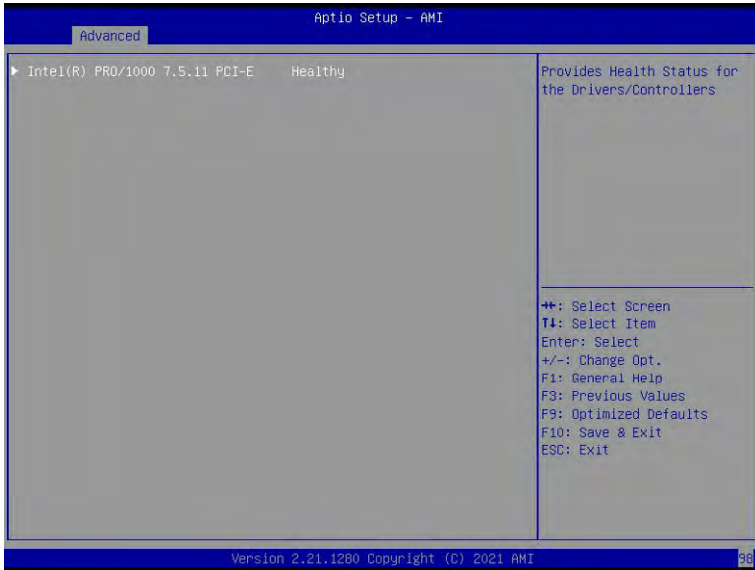 Aptio Setup - AMI
Advanced
Intel(R) PRO/1000 7.5.11 PCI-E Healthy
Provides Health Status for
the Drivers/Controllers
→←: Select Screen
↑↓: Select Item
Enter: Select
+/-: Change Opt.
F1: General Help
F3: Previous Values
F9: Optimized Defaults
F10: Save & Exit
ESC: Exit
Version 2.21.1280 Copyright (C) 2021 AMI
98